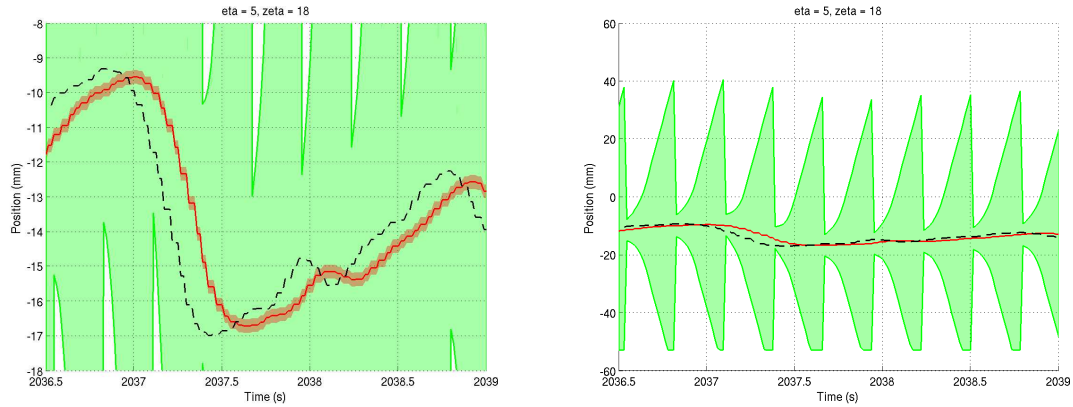 eta = 5, zeta = 18
-8
-9
-10
-11
-12
-13
-14
-15
-16
-17
-18
Position (mm)
2036.5 2037 2037.5 2038 2038.5 2039
Time (s)
eta = 5, zeta = 18
60
40
20
0
-20
-40
-60
Position (mm)
2036.5 2037 2037.5 2038 2038.5 2039
Time (s)